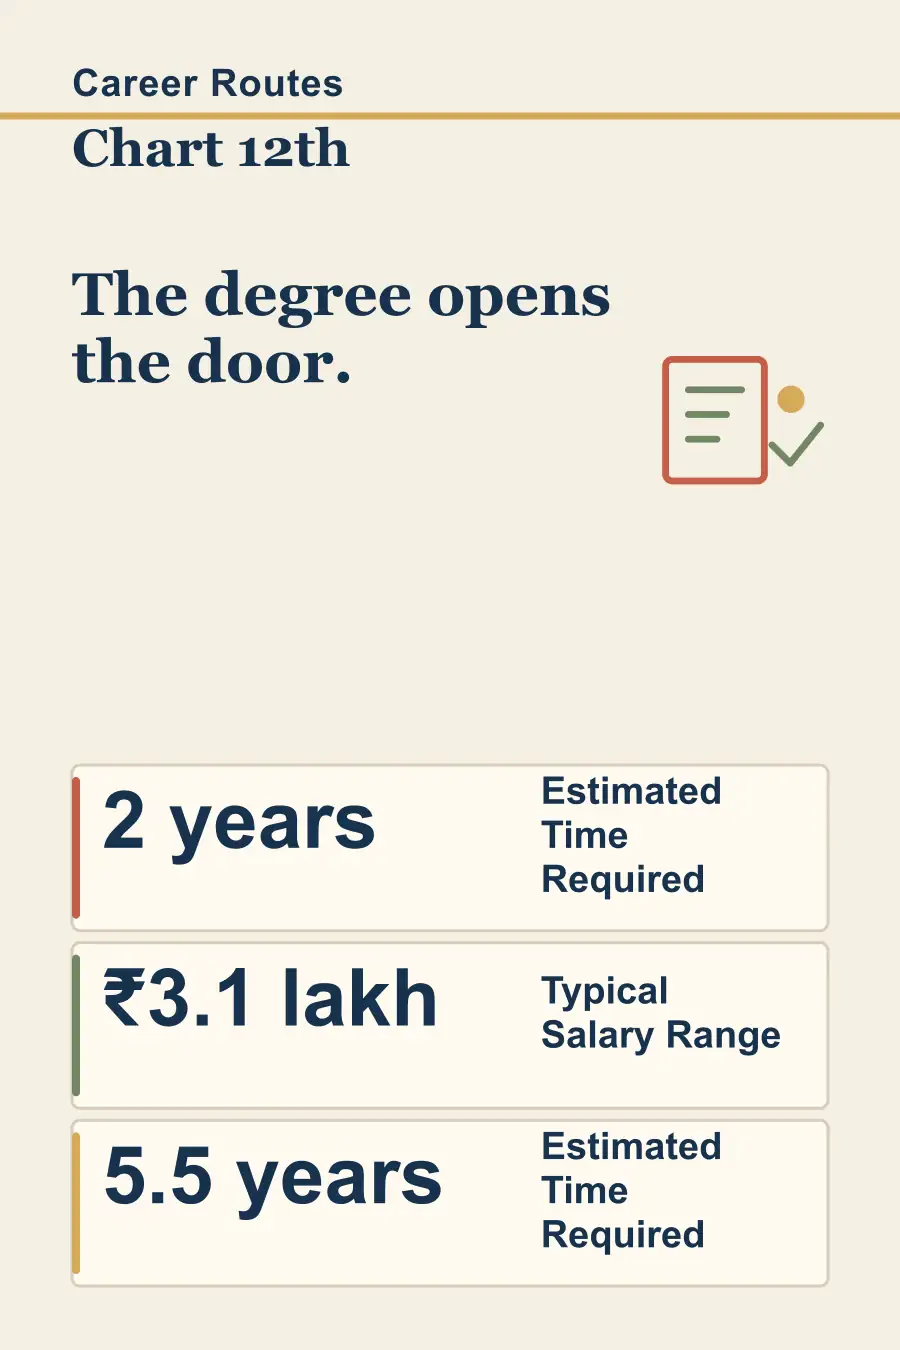 Career Routes
Chart 12th
The degree opens
the door.
2 years
Estimated
Time
Required
₹3.1 lakh
Typical
Salary Range
5.5 years
Estimated
Time
Required